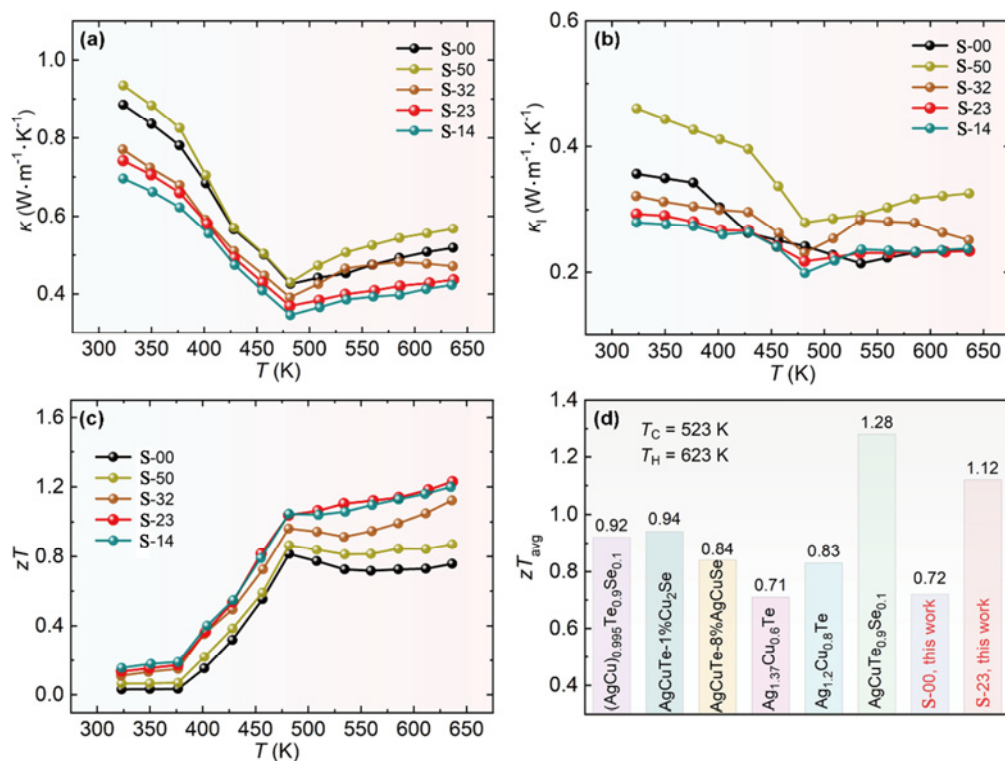 (a)
S-00
S-50
S-32
S-23
S-14
κ (W·m⁻¹·K⁻¹)
1.0
0.8
0.6
0.4
300 350 400 450 500 550 600 650
T (K)
(b)
S-00
S-50
S-32
S-23
S-14
κₗ (W·m⁻¹·K⁻¹)
0.6
0.4
0.2
300 350 400 450 500 550 600 650
T (K)
(c)
S-00
S-50
S-32
S-23
S-14
zT
1.6
1.2
0.8
0.4
0.0
300 350 400 450 500 550 600 650
T (K)
(d)
T_C = 523 K
T_H = 623 K
zT_avg
1.4
1.2
1.0
0.8
0.6
0.4
0.92
0.94
0.84
0.71
0.83
1.28
0.72
1.12
(AgCu)₀.₉₉₅Te₀.₉Se₀.₁
AgCuTe-1%Cu₂Se
AgCuTe-8%AgCuSe
Ag₁.₃₇Cu₀.₆Te
Ag₁.₂Cu₀.₈Te
AgCuTe₀.₉Se₀.₁
S-00, this work
S-23, this work